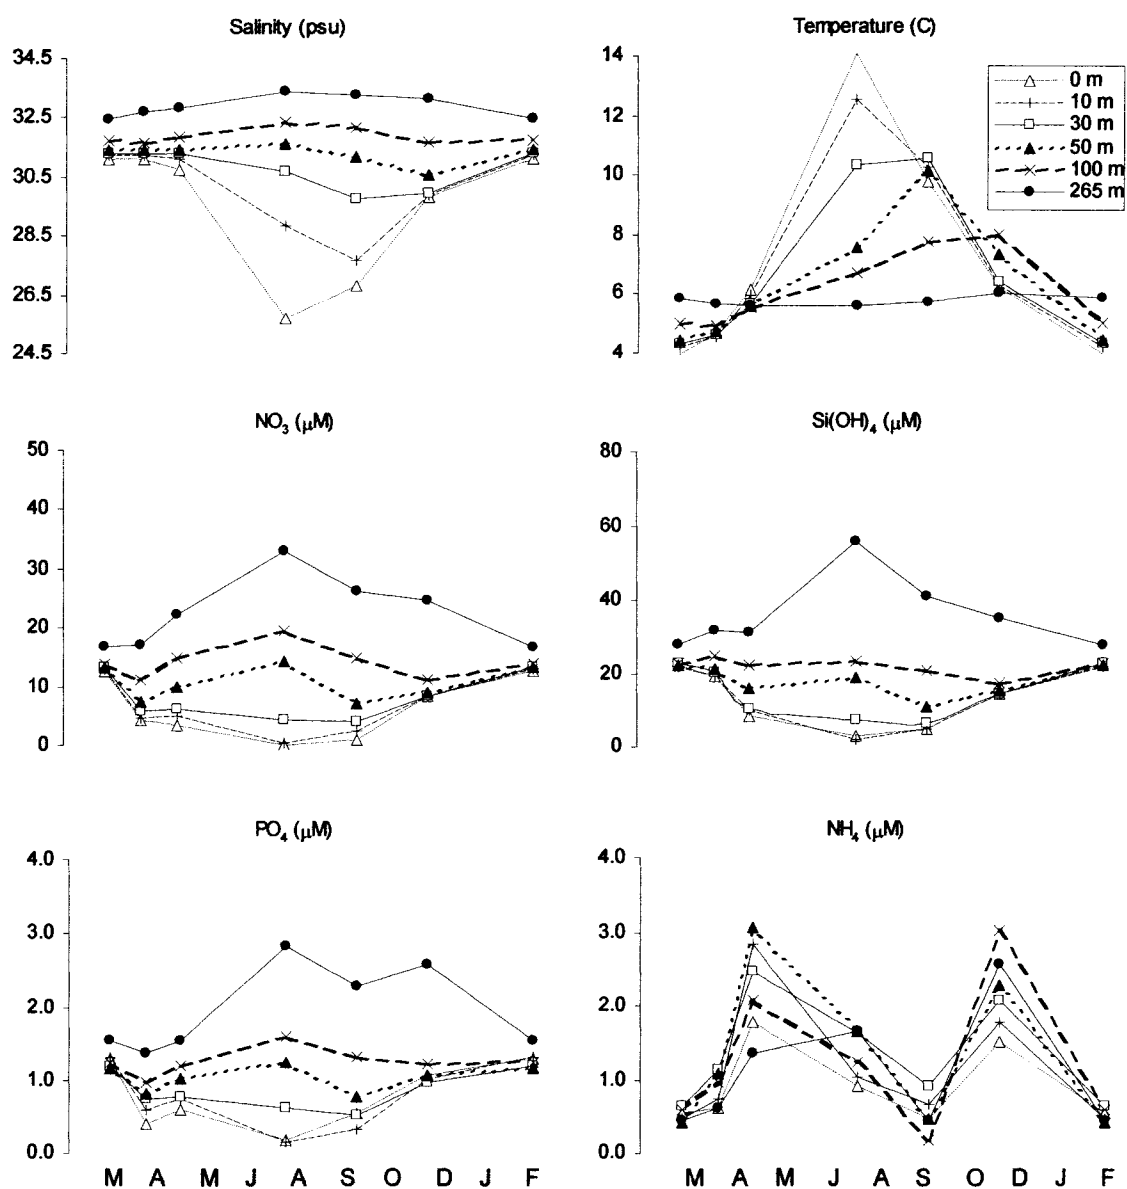 Salinity (psu)
34.5
32.5
30.5
28.5
26.5
24.5
Temperature (C)
14
12
10
8
6
4
0 m
10 m
30 m
50 m
100 m
265 m
NO₃ (μM)
50
40
30
20
10
0
Si(OH)₄ (μM)
80
60
40
20
0
PO₄ (μM)
4.0
3.0
2.0
1.0
0.0
M A J A S O D J F
NH₄ (μM)
4.0
3.0
2.0
1.0
0.0
M A J A S O D J F